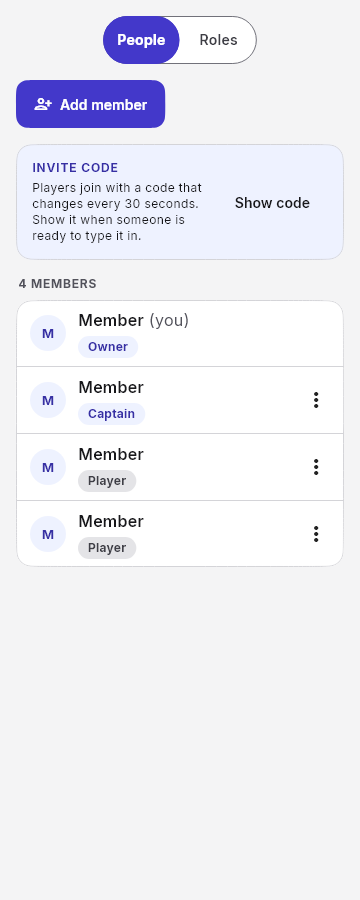 People
Roles
Add member
INVITE CODE
Players join with a code that
changes every 30 seconds.
Show it when someone is
ready to type it in.
Show code
4 MEMBERS
M
Member (you)
Owner
M
Member
Captain
M
Member
Player
M
Member
Player